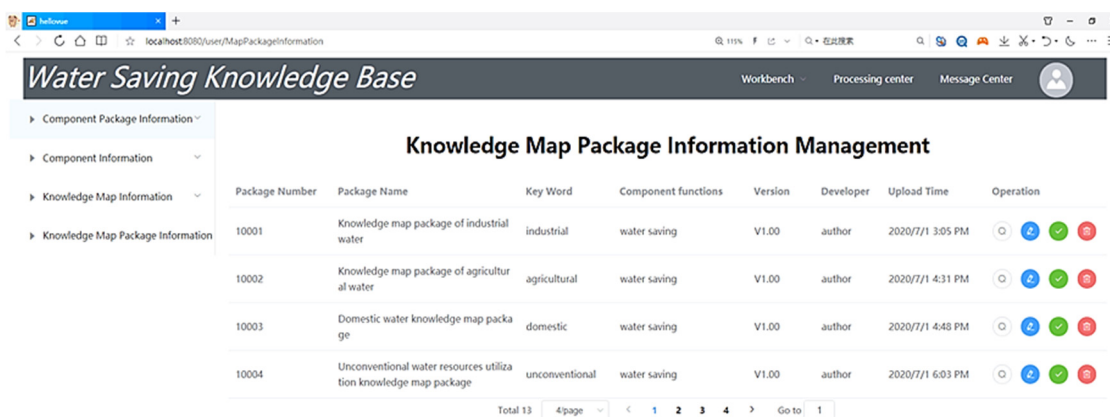 hellovue
localhost:8080/user/MapPackageInformation
115%
在此搜索
Water Saving Knowledge Base
Workbench
Processing center
Message Center
Component Package Information
Component Information
Knowledge Map Information
Knowledge Map Package Information
Knowledge Map Package Information Management
Package Number Package Name Key Word Component functions Version Developer Upload Time Operation
10001 Knowledge map package of industrial industrial water saving V1.00 author 2020/7/1 3:05 PM
water
10002 Knowledge map package of agricultur agricultural water saving V1.00 author 2020/7/1 4:31 PM
al water
10003 Domestic water knowledge map packa domestic water saving V1.00 author 2020/7/1 4:48 PM
ge
10004 Unconventional water resources utiliza unconventional water saving V1.00 author 2020/7/1 6:03 PM
tion knowledge map package
Total 13 4/page 1 2 3 4 Go to 1